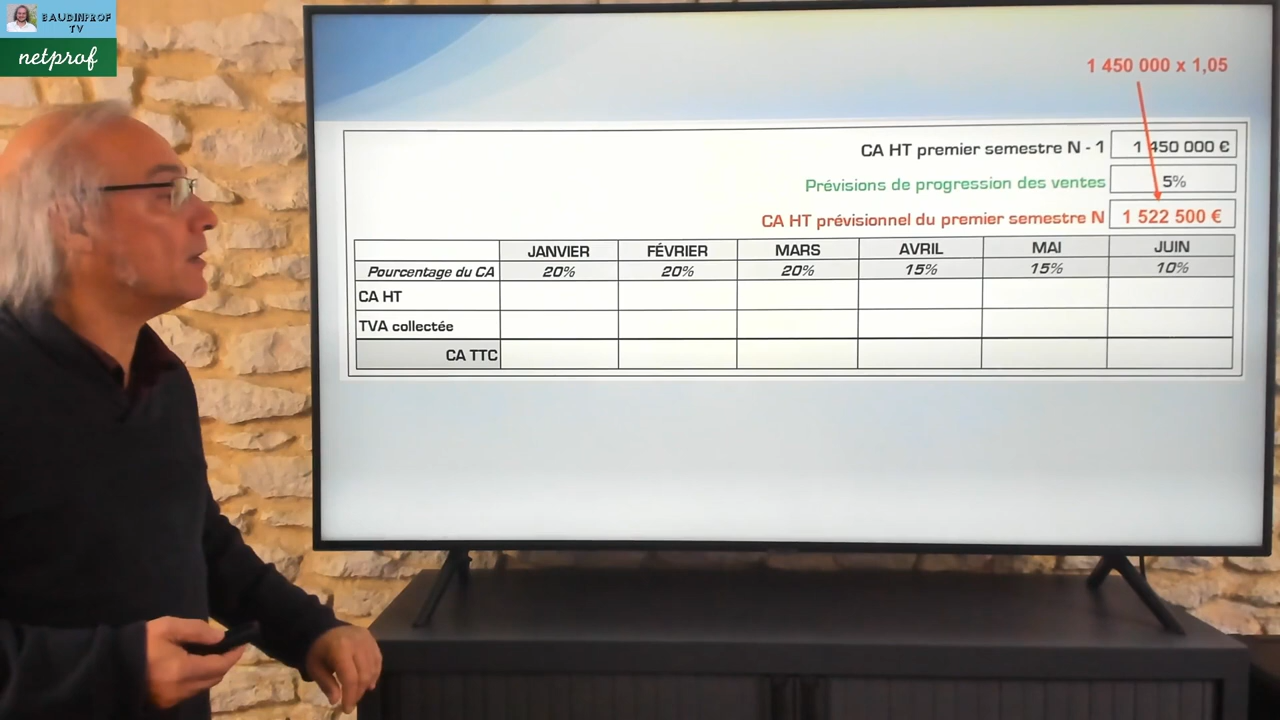 BAUDINPROF
TV
netprof
1 450 000 x 1,05
CA HT premier semestre N - 1 1 450 000 €
Prévisions de progression des ventes 5%
CA HT prévisionnel du premier semestre N 1 522 500 €
JANVIER FÉVRIER MARS AVRIL MAI JUIN
Pourcentage du CA 20% 20% 20% 15% 15% 10%
CA HT
TVA collectée
CA TTC